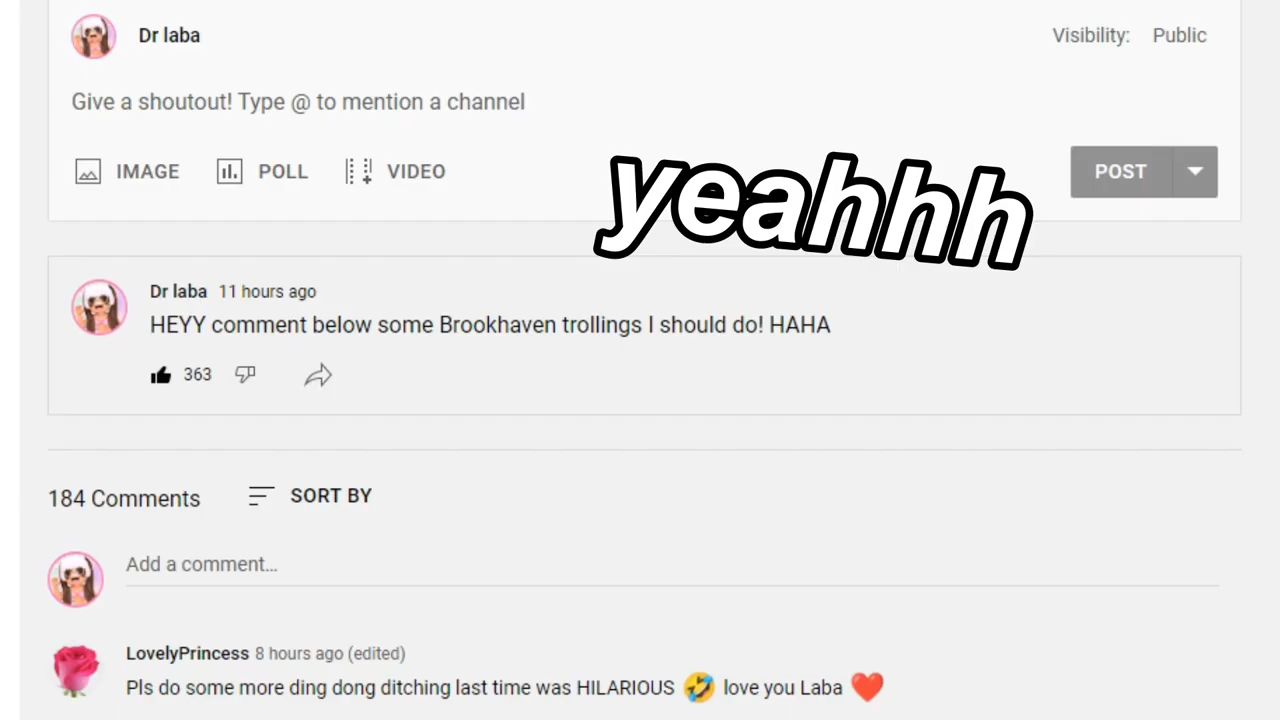 Dr laba
Visibility: Public
Give a shoutout! Type @ to mention a channel
IMAGE POLL VIDEO
POST
yeahhh
Dr laba 11 hours ago
HEYY comment below some Brookhaven trollings I should do! HAHA
363
184 Comments
SORT BY
Add a comment...
LovelyPrincess 8 hours ago (edited)
Pls do some more ding dong ditching last time was HILARIOUS 🤣 love you Laba ❤️